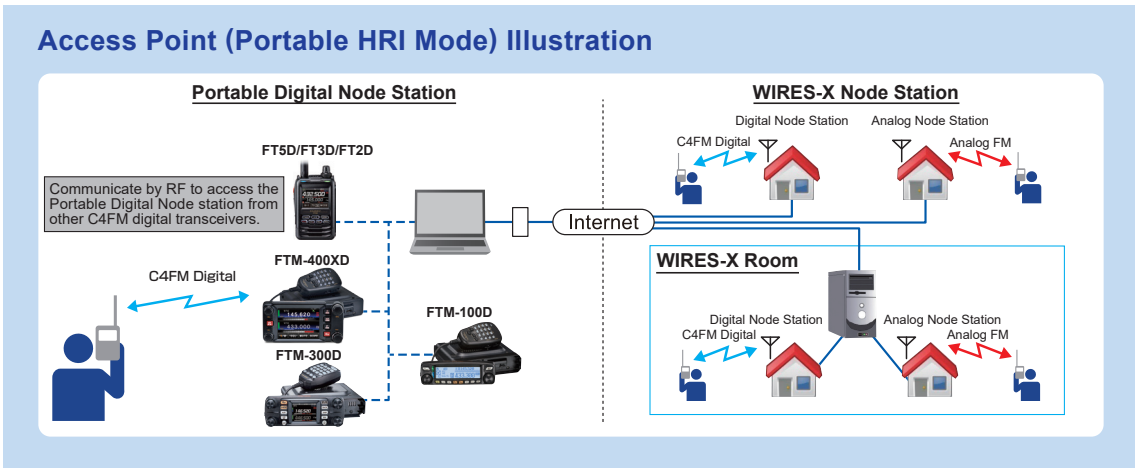 Access Point (Portable HRI Mode) Illustration
Portable Digital Node Station
FT5D/FT3D/FT2D
Communicate by RF to access the
Portable Digital Node station from
other C4FM digital transceivers.
C4FM Digital
FTM-400XD
FTM-100D
FTM-300D
Internet
WIRES-X Node Station
Digital Node Station
Analog Node Station
C4FM Digital
Analog FM
WIRES-X Room
Digital Node Station
Analog Node Station
C4FM Digital
Analog FM